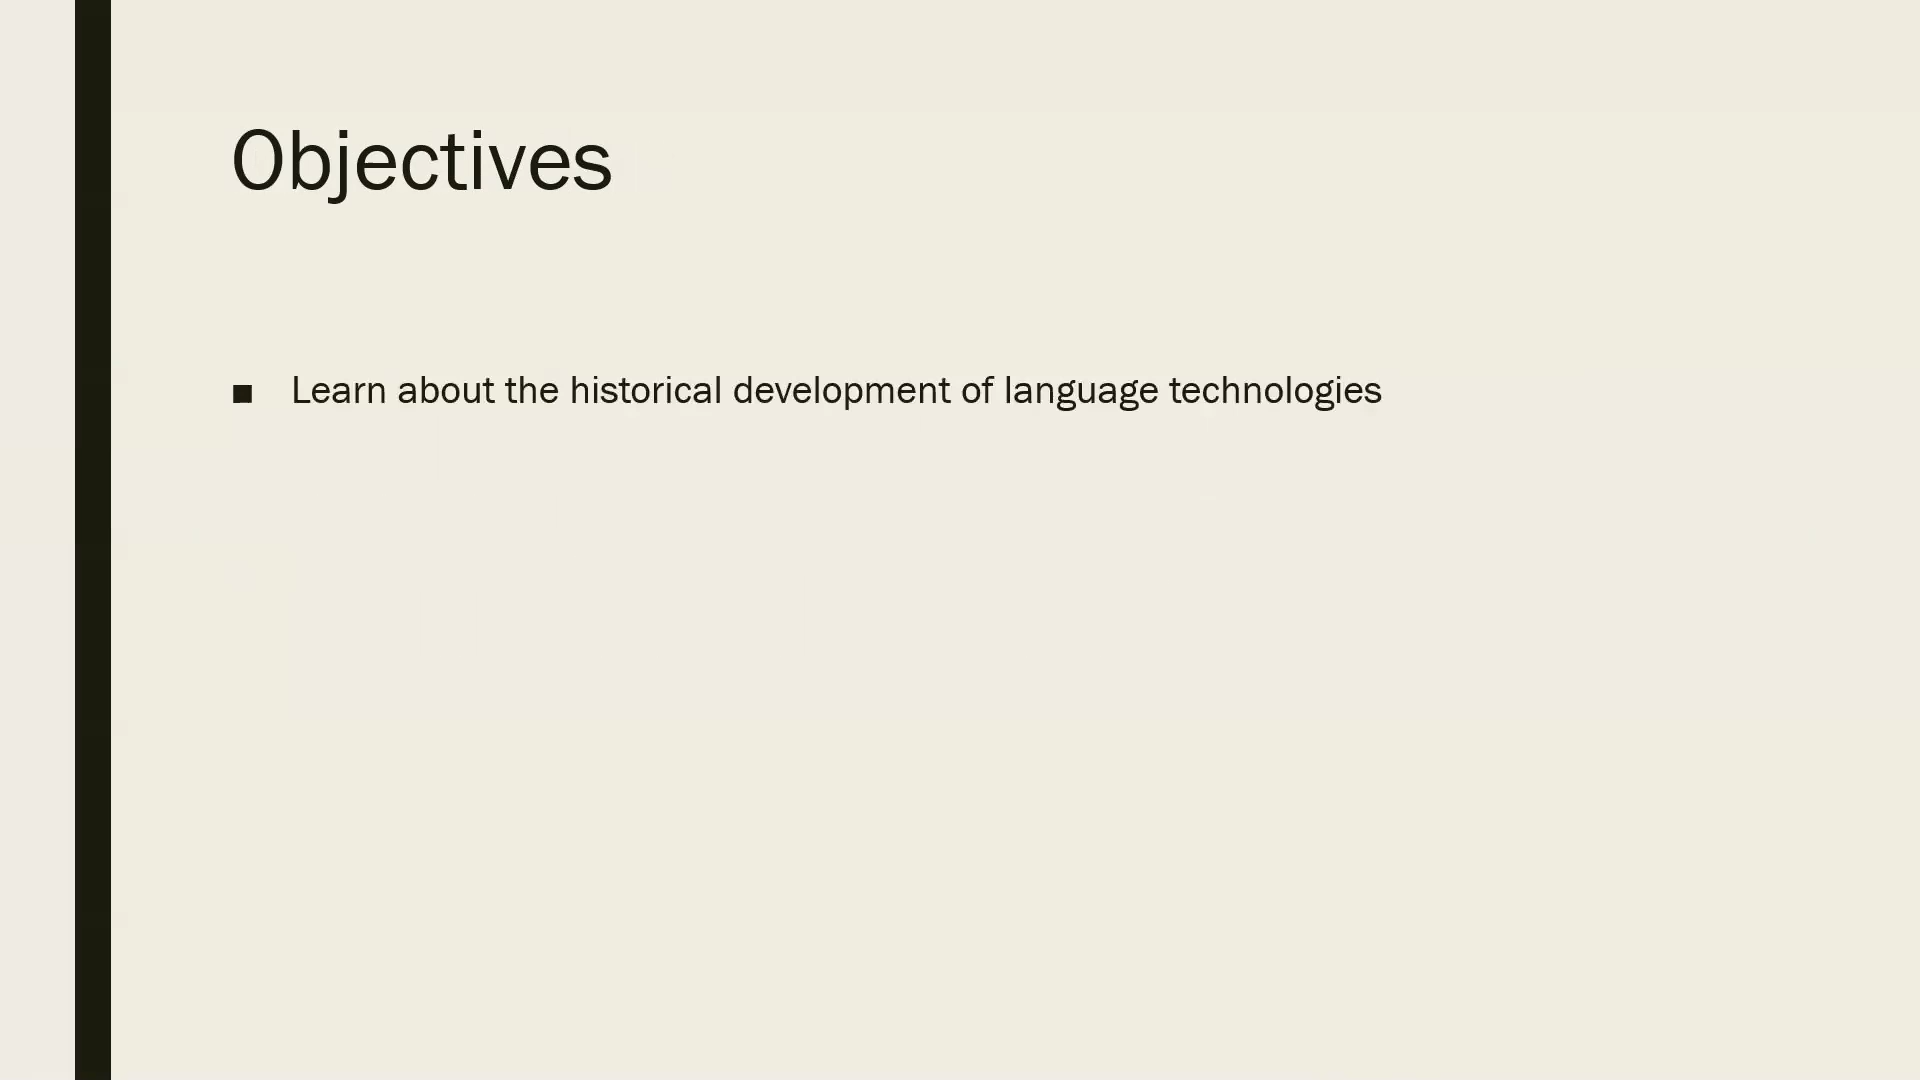 Objectives
■ Learn about the historical development of language technologies